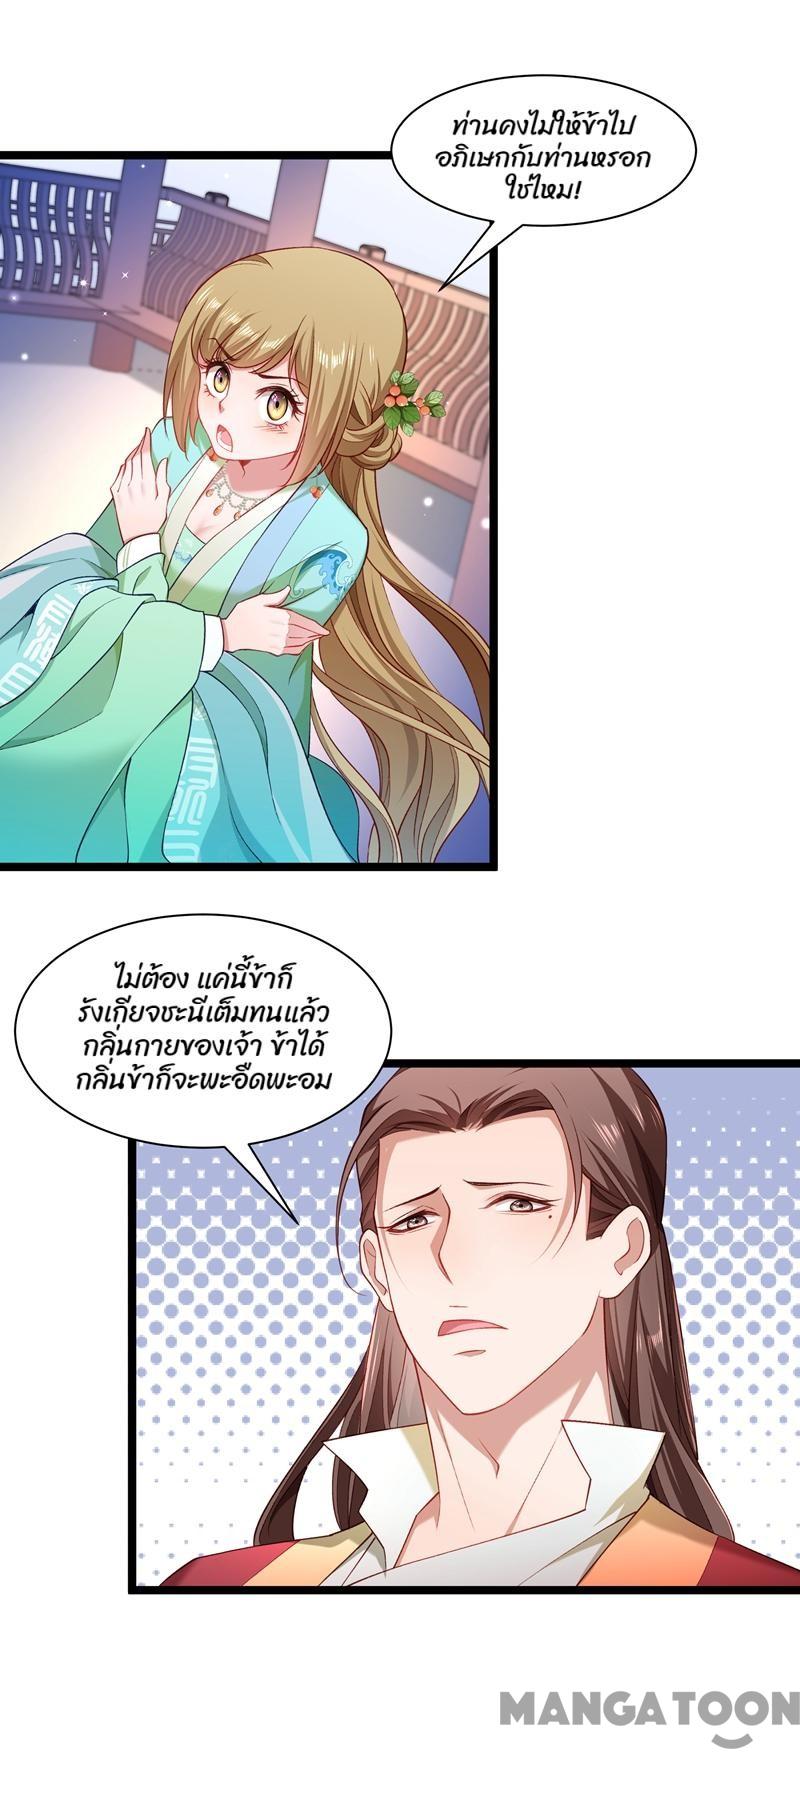 ท่านคงไม่ให้ข้าไป
อภิเษกกับท่านหรอก
ใช่ไหม!
ไม่ต้อง แค่นี้ข้าก็
รังเกียจชะนีเต็มทนแล้ว
กลิ่นกายของเจ้า ข้าได้
กลิ่นข้าก็จะพะอืดพะอม
MANGATOON